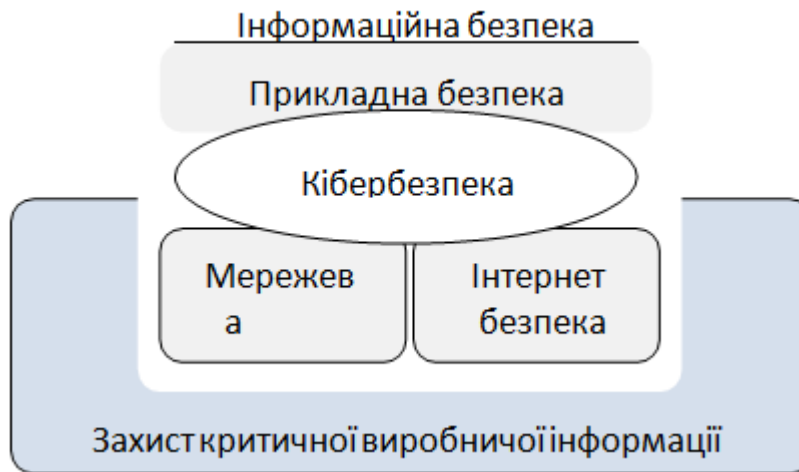 Інформаційна безпека
Прикладна безпека
Кібербезпека
Мережев
а
Інтернет
безпека
Захист критичної виробничої інформації